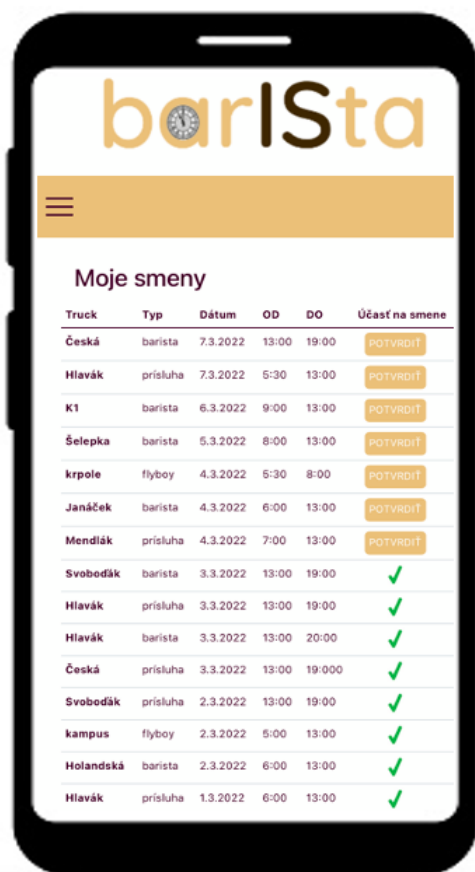 barISta
Moje smeny
Truck Typ Dátum OD DO Účasť na smene
Česká barista 7.3.2022 13:00 19:00 POTVRDIŤ
Hlavák prísluha 7.3.2022 5:30 13:00 POTVRDIŤ
K1 barista 6.3.2022 9:00 13:00 POTVRDIŤ
Šelepka barista 5.3.2022 8:00 13:00 POTVRDIŤ
krpole flyboy 4.3.2022 5:30 8:00 POTVRDIŤ
Janáček barista 4.3.2022 6:00 13:00 POTVRDIŤ
Mendlák prísluha 4.3.2022 7:00 13:00 POTVRDIŤ
Svoboďák barista 3.3.2022 13:00 19:00
Hlavák prísluha 3.3.2022 13:00 19:00
Hlavák barista 3.3.2022 13:00 20:00
Česká prísluha 3.3.2022 13:00 19:000
Svoboďák prísluha 2.3.2022 13:00 19:00
kampus flyboy 2.3.2022 5:00 13:00
Holandská barista 2.3.2022 6:00 13:00
Hlavák prísluha 1.3.2022 6:00 13:00